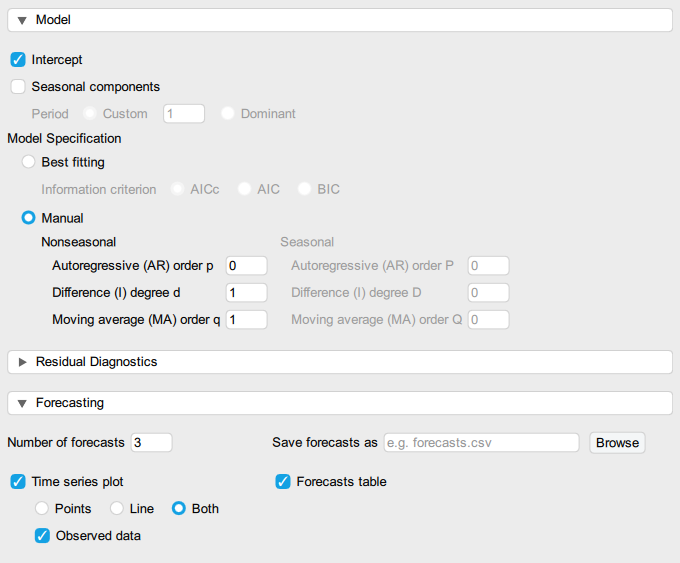 Model
Intercept
Seasonal components
Period Custom 1 Dominant
Model Specification
Best fitting
Information criterion AICc AIC BIC
Manual
Nonseasonal Seasonal
Autoregressive (AR) order p 0 Autoregressive (AR) order P 0
Difference (I) degree d 1 Difference (I) degree D 0
Moving average (MA) order q 1 Moving average (MA) order Q 0
Residual Diagnostics
Forecasting
Number of forecasts 3 Save forecasts as e.g. forecasts.csv Browse
Time series plot Forecasts table
Points Line Both
Observed data